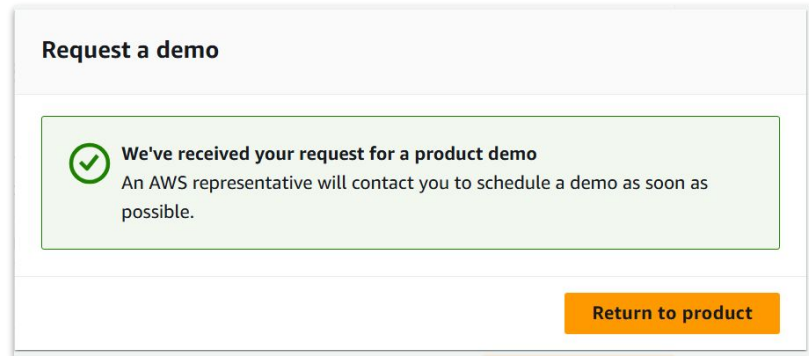 Request a demo
We've received your request for a product demo
An AWS representative will contact you to schedule a demo as soon as
possible.
Return to product